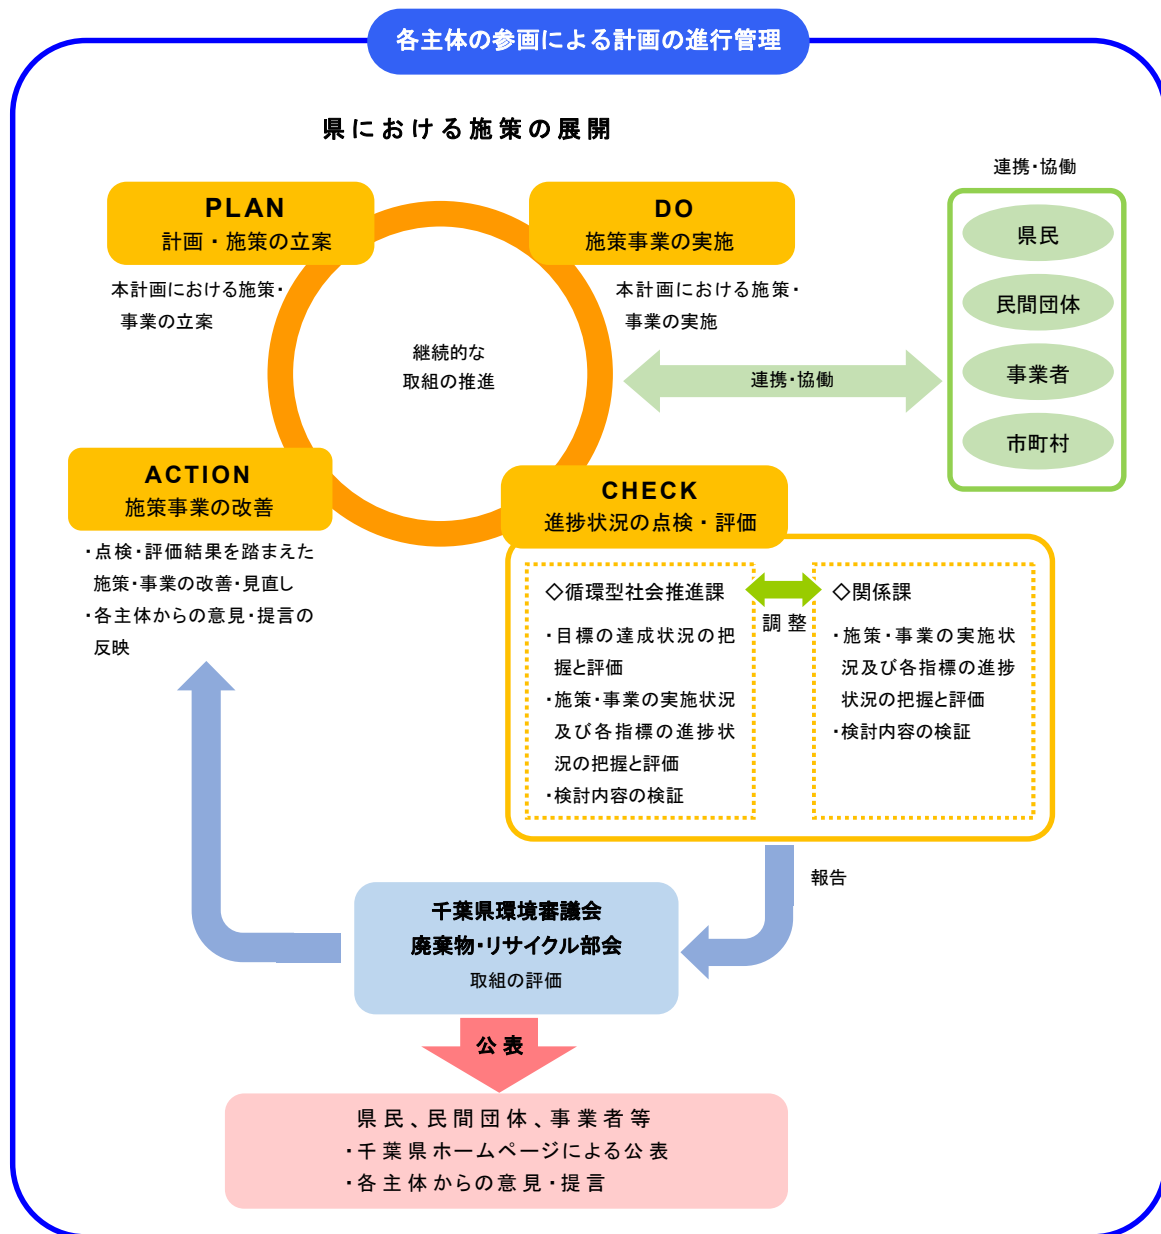 各主体の参画による計画の進行管理
県における施策の展開
PLAN
計画・施策の立案
本計画における施策・
事業の立案
DO
施策事業の実施
本計画における施策・
事業の実施
継続的な
取組の推進
連携・協働
連携・協働
県民
民間団体
事業者
市町村
ACTION
施策事業の改善
・点検・評価結果を踏まえた
施策・事業の改善・見直し
・各主体からの意見・提言の
反映
CHECK
進捗状況の点検・評価
◇循環型社会推進課
・目標の達成状況の把
握と評価
・施策・事業の実施状況
及び各指標の進捗状
況の把握と評価
・検討内容の検証
調整
◇関係課
・施策・事業の実施状
況及び各指標の進捗
状況の把握と評価
・検討内容の検証
報告
千葉県環境審議会
廃棄物・リサイクル部会
取組の評価
公表
県民、民間団体、事業者等
・千葉県ホームページによる公表
・各主体からの意見・提言